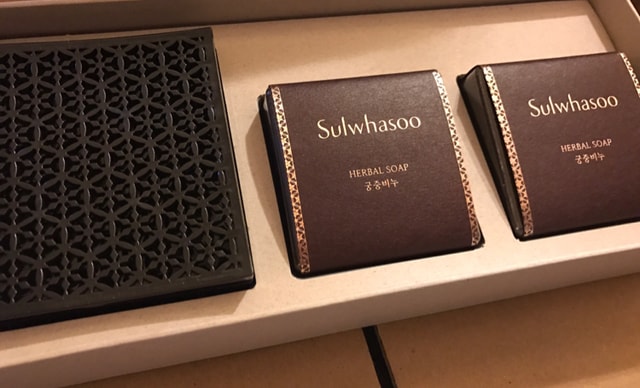 Sulwhasoo
HERBAL SOAP
궁중비누
Sulwhasoo
HERBAL SOAP
궁중비누